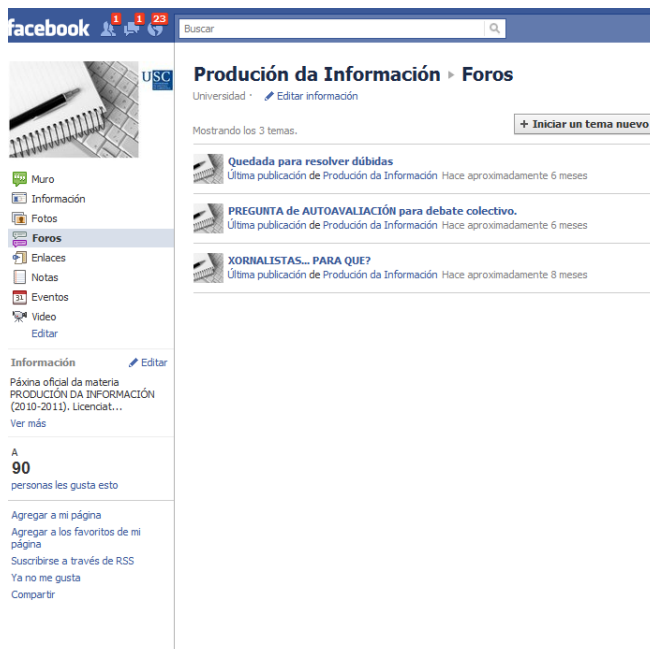 facebook
1
1
23
Buscar
USC
Produción da Información ▸ Foros
Universidad · Editar información
Mostrando los 3 temas.
+ Iniciar un tema nuevo
Quedada para resolver dúbidas
Última publicación de Produción da Información Hace aproximadamente 6 meses
PREGUNTA de AUTOAVALIACIÓN para debate colectivo.
Última publicación de Produción da Información Hace aproximadamente 6 meses
XORNALISTAS... PARA QUE?
Última publicación de Produción da Información Hace aproximadamente 8 meses
Muro
Información
Fotos
Foros
Enlaces
Notas
31 Eventos
Video
Editar
Información Editar
Páxina oficial da materia
PRODUCIÓN DA INFORMACIÓN
(2010-2011). Licenciat...
Ver más
A
90
personas les gusta esto
Agregar a mi página
Agregar a los favoritos de mi
página
Suscribirse a través de RSS
Ya no me gusta
Compartir